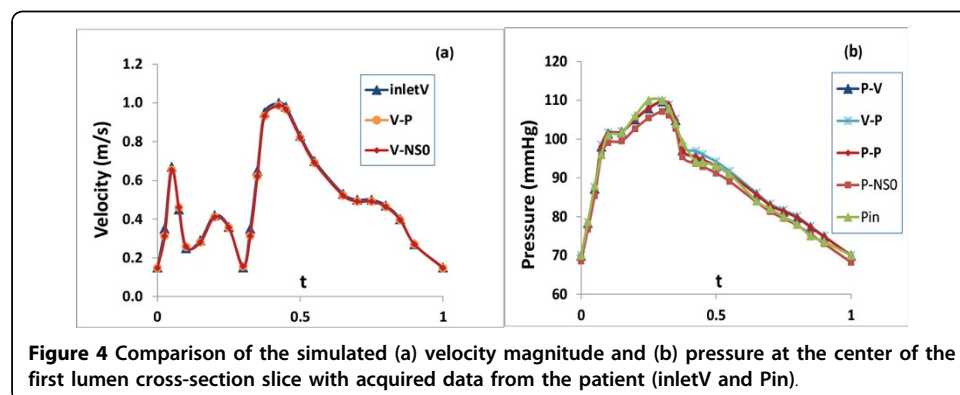 (a)
1.2
1.0
0.8
0.6
0.4
0.2
0.0
Velocity (m/s)
inletV
V-P
V-NS0
t
0
0.5
1
(b)
120
110
100
90
80
70
60
Pressure (mmHg)
P-V
V-P
P-P
P-NS0
Pin
t
0
0.5
1
Figure 4 Comparison of the simulated (a) velocity magnitude and (b) pressure at the center of the
first lumen cross-section slice with acquired data from the patient (inletV and Pin).